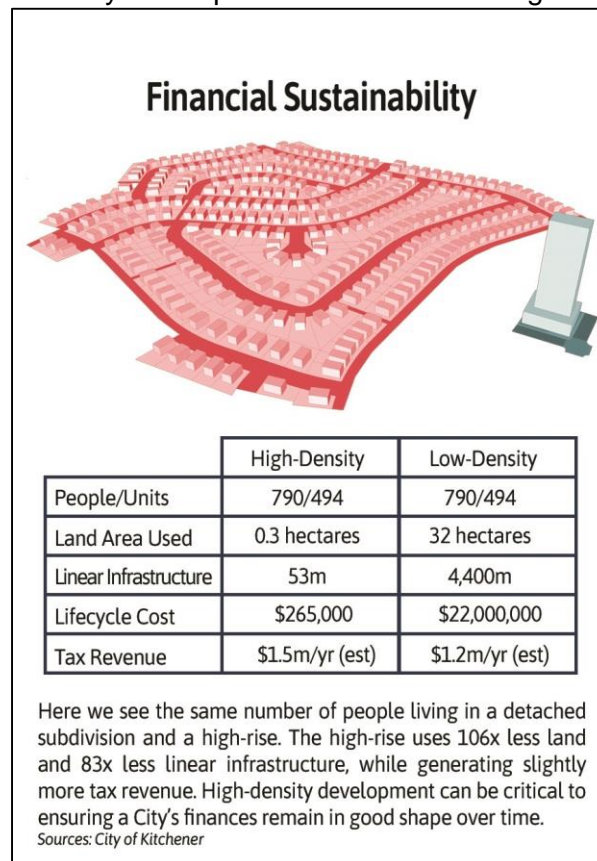 Financial Sustainability
High-Density Low-Density
People/Units 790/494 790/494
Land Area Used 0.3 hectares 32 hectares
Linear Infrastructure 53m 4,400m
Lifecycle Cost $265,000 $22,000,000
Tax Revenue $1.5m/yr (est) $1.2m/yr (est)
Here we see the same number of people living in a detached
subdivision and a high-rise. The high-rise uses 106x less land
and 83x less linear infrastructure, while generating slightly
more tax revenue. High-density development can be critical to
ensuring a City's finances remain in good shape over time.
Sources: City of Kitchener